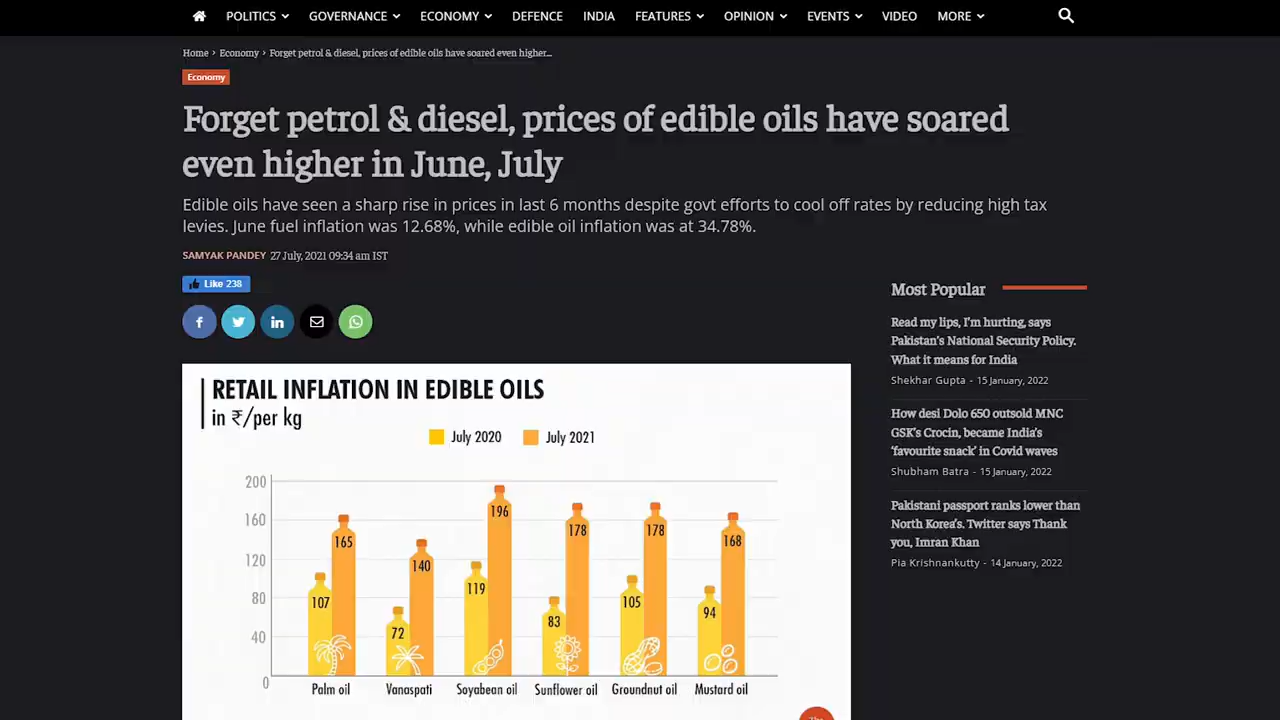 POLITICS GOVERNANCE ECONOMY DEFENCE INDIA FEATURES OPINION EVENTS VIDEO MORE
Home › Economy › Forget petrol & diesel, prices of edible oils have soared even higher...
Economy
Forget petrol & diesel, prices of edible oils have soared
even higher in June, July
Edible oils have seen a sharp rise in prices in last 6 months despite govt efforts to cool off rates by reducing high tax
levies. June fuel inflation was 12.68%, while edible oil inflation was at 34.78%.
SAMYAK PANDEY 27 July, 2021 09:34 am IST
Like 238
RETAIL INFLATION IN EDIBLE OILS
in ₹/per kg
July 2020 July 2021
200
160
120
80
40
0
107 165
72 140
119 196
83 178
105 178
94 168
Palm oil Vanaspati Soyabean oil Sunflower oil Groundnut oil Mustard oil
The
Most Popular
Read my lips, I'm hurting, says
Pakistan's National Security Policy.
What it means for India
Shekhar Gupta - 15 January, 2022
How desi Dolo 650 outsold MNC
GSK's Crocin, became India's
'favourite snack' in Covid waves
Shubham Batra - 15 January, 2022
Pakistani passport ranks lower than
North Korea's. Twitter says Thank
you, Imran Khan
Pia Krishnankutty - 14 January, 2022